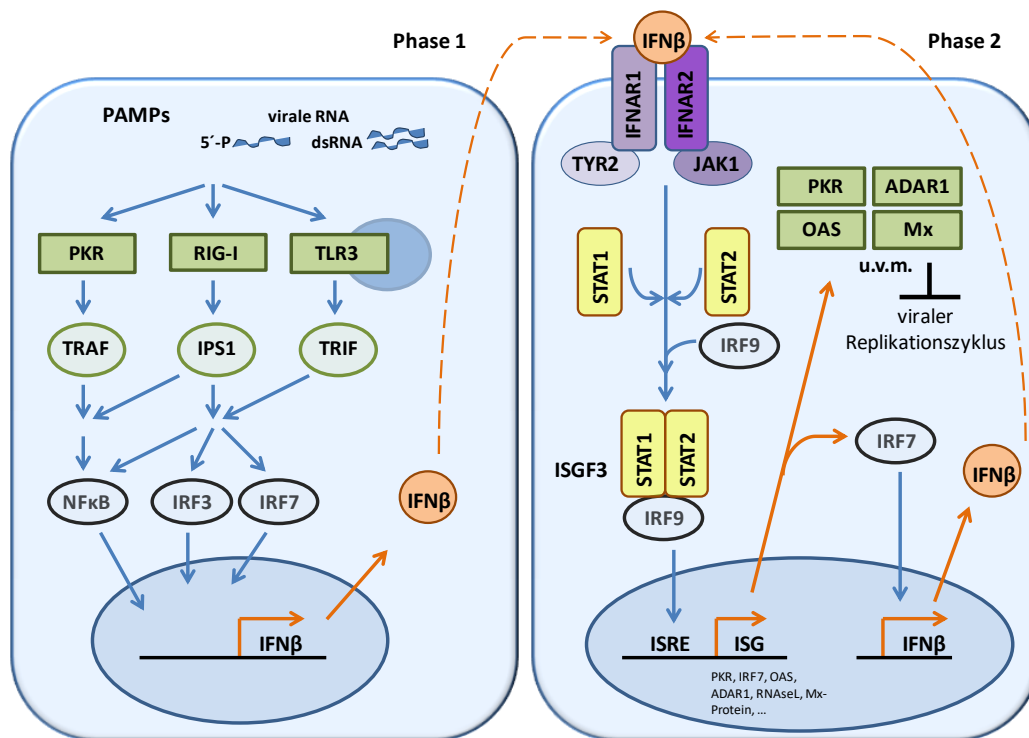 Phase 1
PAMPs
virale RNA
5´-P
dsRNA
PKR
RIG-I
TLR3
TRAF
IPS1
TRIF
NFκB
IRF3
IRF7
IFNβ
IFNβ
Phase 2
IFNβ
IFNAR1
IFNAR2
TYR2
JAK1
PKR
ADAR1
OAS
Mx
u.v.m.
viraler
Replikationszyklus
STAT1
STAT2
IRF9
ISGF3
STAT1
STAT2
IRF9
IRF7
IFNβ
ISRE
ISG
IFNβ
PKR, IRF7, OAS,
ADAR1, RNAseL, Mx-
Protein, ...